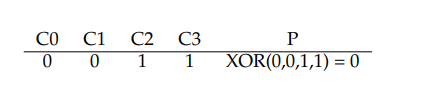 C0 C1 C2 C3 P
0 0 1 1 XOR(0,0,1,1) = 0